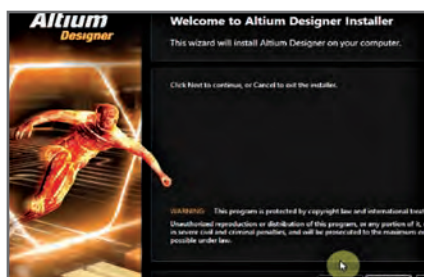 Altium
Designer
Welcome to Altium Designer Installer
This wizard will install Altium Designer on your computer.
Click Next to continue, or Cancel to exit the installer.
WARNING: This program is protected by copyright law and international
Unauthorized reproduction or distribution of this program, or any portion of it,
in severe civil and criminal penalties, and will be prosecuted to the maximum
possible under law.